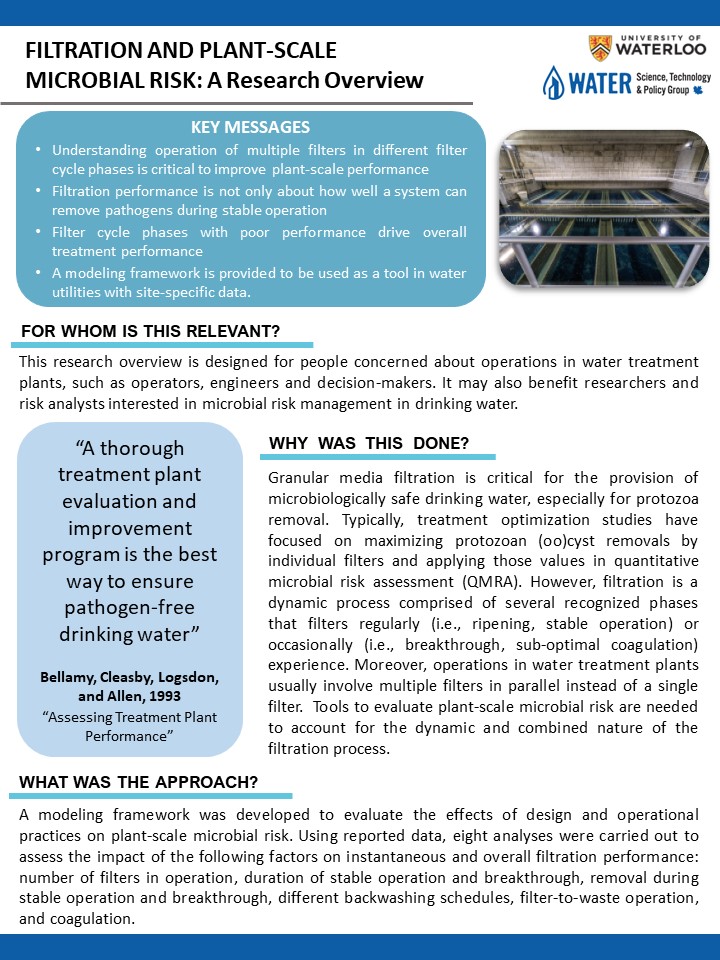 FILTRATION AND PLANT-SCALE
MICROBIAL RISK: A Research Overview
UNIVERSITY OF
WATERLOO
WATER Science, Technology
& Policy Group
KEY MESSAGES
• Understanding operation of multiple filters in different filter
cycle phases is critical to improve plant-scale performance
• Filtration performance is not only about how well a system can
remove pathogens during stable operation
• Filter cycle phases with poor performance drive overall
treatment performance
• A modeling framework is provided to be used as a tool in water
utilities with site-specific data.
FOR WHOM IS THIS RELEVANT?
This research overview is designed for people concerned about operations in water treatment
plants, such as operators, engineers and decision-makers. It may also benefit researchers and
risk analysts interested in microbial risk management in drinking water.
“A thorough
treatment plant
evaluation and
improvement
program is the best
way to ensure
pathogen-free
drinking water”
Bellamy, Cleasby, Logsdon,
and Allen, 1993
“Assessing Treatment Plant
Performance”
WHY WAS THIS DONE?
Granular media filtration is critical for the provision of
microbiologically safe drinking water, especially for protozoa
removal. Typically, treatment optimization studies have
focused on maximizing protozoan (oo)cyst removals by
individual filters and applying those values in quantitative
microbial risk assessment (QMRA). However, filtration is a
dynamic process comprised of several recognized phases
that filters regularly (i.e., ripening, stable operation) or
occasionally (i.e., breakthrough, sub-optimal coagulation)
experience. Moreover, operations in water treatment plants
usually involve multiple filters in parallel instead of a single
filter. Tools to evaluate plant-scale microbial risk are needed
to account for the dynamic and combined nature of the
filtration process.
WHAT WAS THE APPROACH?
A modeling framework was developed to evaluate the effects of design and operational
practices on plant-scale microbial risk. Using reported data, eight analyses were carried out to
assess the impact of the following factors on instantaneous and overall filtration performance:
number of filters in operation, duration of stable operation and breakthrough, removal during
stable operation and breakthrough, different backwashing schedules, filter-to-waste operation,
and coagulation.